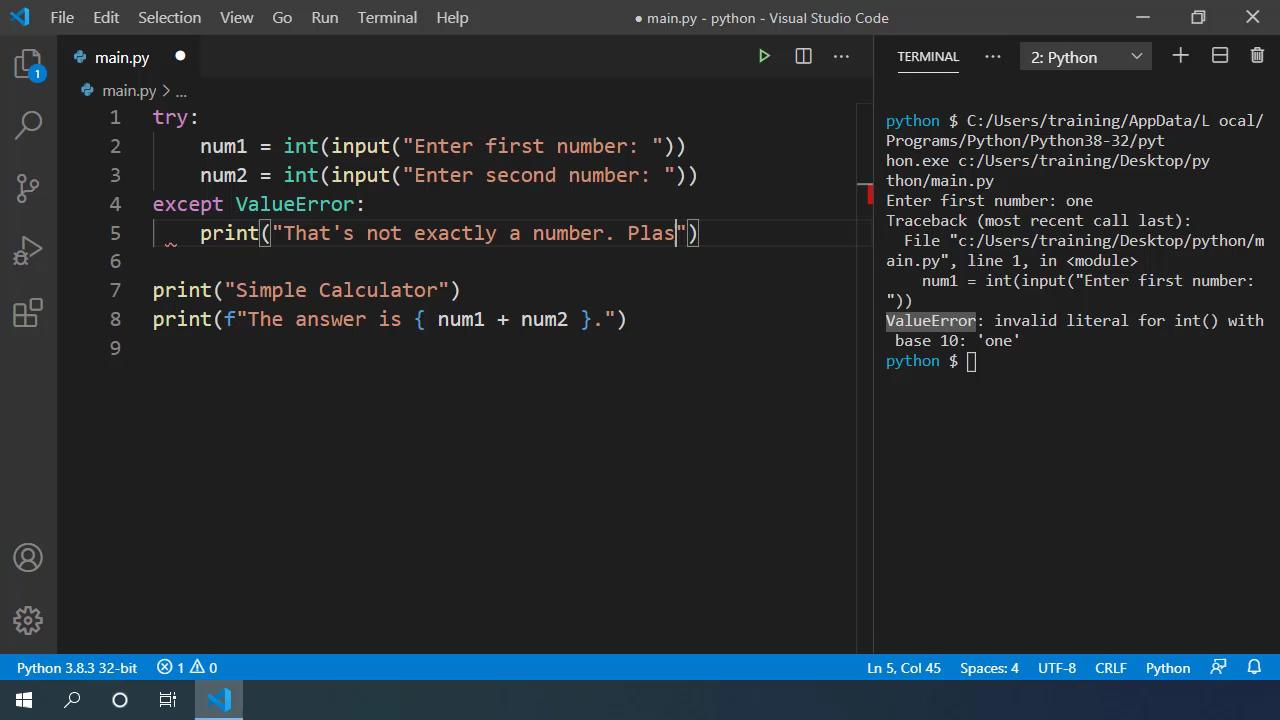 File Edit Selection View Go Run Terminal Help
● main.py - python - Visual Studio Code
main.py ●
main.py > ...
1 try:
2     num1 = int(input("Enter first number: "))
3     num2 = int(input("Enter second number: "))
4 except ValueError:
5     print("That's not exactly a number. Plas")
6
7 print("Simple Calculator")
8 print(f"The answer is { num1 + num2 }.")
9
TERMINAL ... 2: Python
python $ C:/Users/training/AppData/L ocal/
Programs/Python/Python38-32/pyt
hon.exe c:/Users/training/Desktop/py
thon/main.py
Enter first number: one
Traceback (most recent call last):
  File "c:/Users/training/Desktop/python/m
ain.py", line 1, in <module>
    num1 = int(input("Enter first number:
"))
ValueError: invalid literal for int() with
 base 10: 'one'
python $
1
Python 3.8.3 32-bit 1 0 Ln 5, Col 45 Spaces: 4 UTF-8 CRLF Python